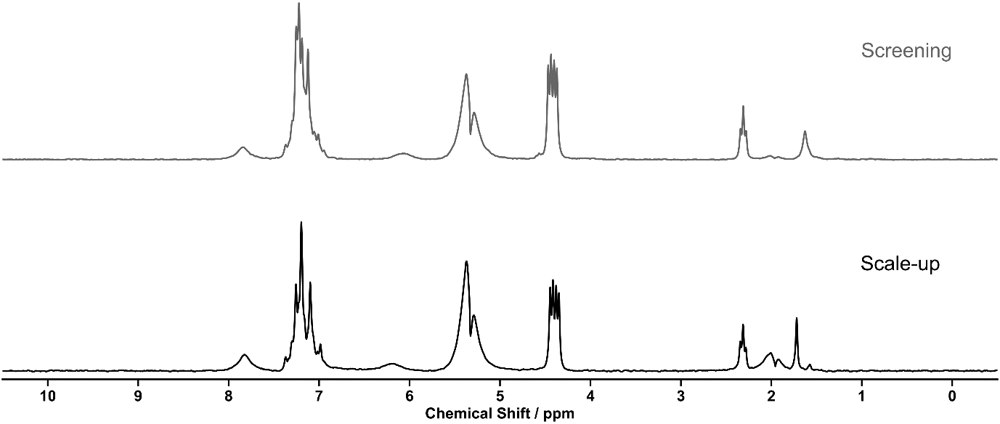 Screening
Scale-up
10 9 8 7 6 5 4 3 2 1 0
Chemical Shift / ppm